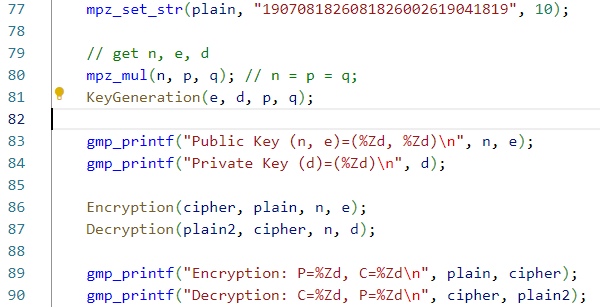 77 mpz_set_str(plain, "1907081826081826002619041819", 10);
78
79 // get n, e, d
80 mpz_mul(n, p, q); // n = p = q;
81 KeyGeneration(e, d, p, q);
82
83 gmp_printf("Public Key (n, e)=(%Zd, %Zd)\n", n, e);
84 gmp_printf("Private Key (d)=(%Zd)\n", d);
85
86 Encryption(cipher, plain, n, e);
87 Decryption(plain2, cipher, n, d);
88
89 gmp_printf("Encryption: P=%Zd, C=%Zd\n", plain, cipher);
90 gmp_printf("Decryption: C=%Zd, P=%Zd\n", cipher, plain2);